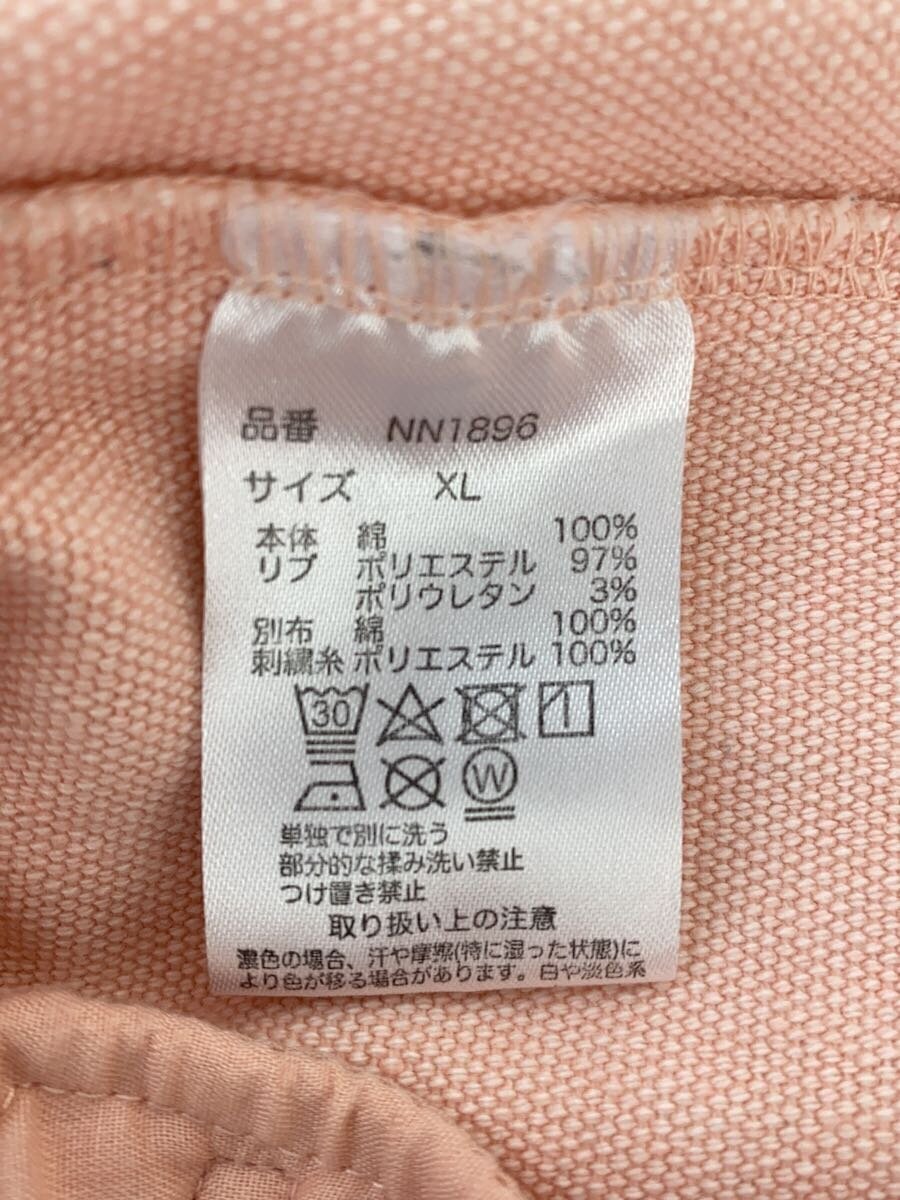 品番 NN1896
サイズ XL
本体 綿 100%
リブ ポリエステル 97%
ポリウレタン 3%
別布 綿 100%
刺繍糸 ポリエステル 100%
30
W
単独で別に洗う
部分的な揉み洗い禁止
つけ置き禁止
取り扱い上の注意
濃色の場合、汗や摩擦(特に湿った状態)に
より色が移る場合があります。白や淡色系